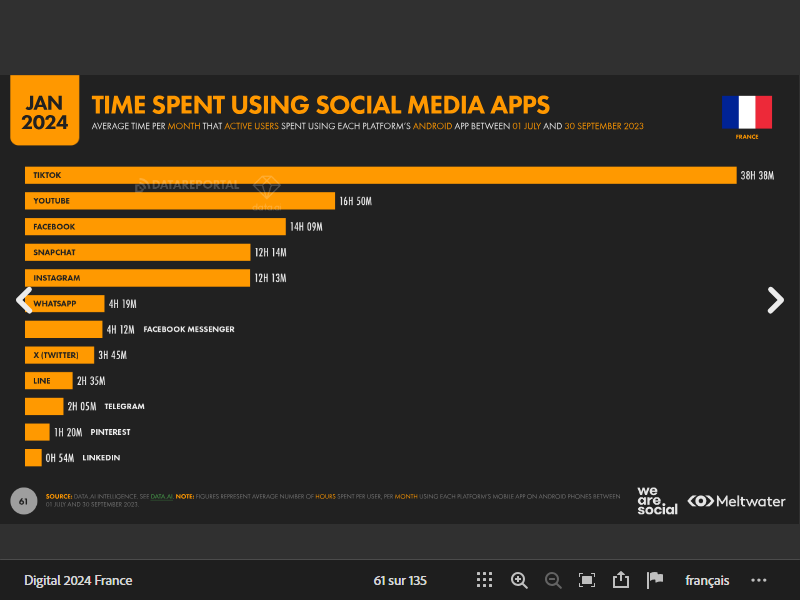 JAN
2024
TIME SPENT USING SOCIAL MEDIA APPS
AVERAGE TIME PER MONTH THAT ACTIVE USERS SPENT USING EACH PLATFORM'S ANDROID APP BETWEEN 01 JULY AND 30 SEPTEMBER 2023
FRANCE
TIKTOK 38H 38M
DATAREPORTAL
YOUTUBE 16H 50M
FACEBOOK 14H 09M
SNAPCHAT 12H 14M
INSTAGRAM 12H 13M
WHATSAPP 4H 19M
4H 12M FACEBOOK MESSENGER
X (TWITTER) 3H 45M
LINE 2H 35M
2H 05M TELEGRAM
1H 20M PINTEREST
0H 54M LINKEDIN
61
SOURCE: DATA.AI INTELLIGENCE. SEE DATA.AI. NOTE: FIGURES REPRESENT AVERAGE NUMBER OF HOURS SPENT PER USER, PER MONTH USING EACH PLATFORM'S MOBILE APP ON ANDROID PHONES BETWEEN
01 JULY AND 30 SEPTEMBER 2023.
we
are
social
Meltwater
Digital 2024 France
61 sur 135
français